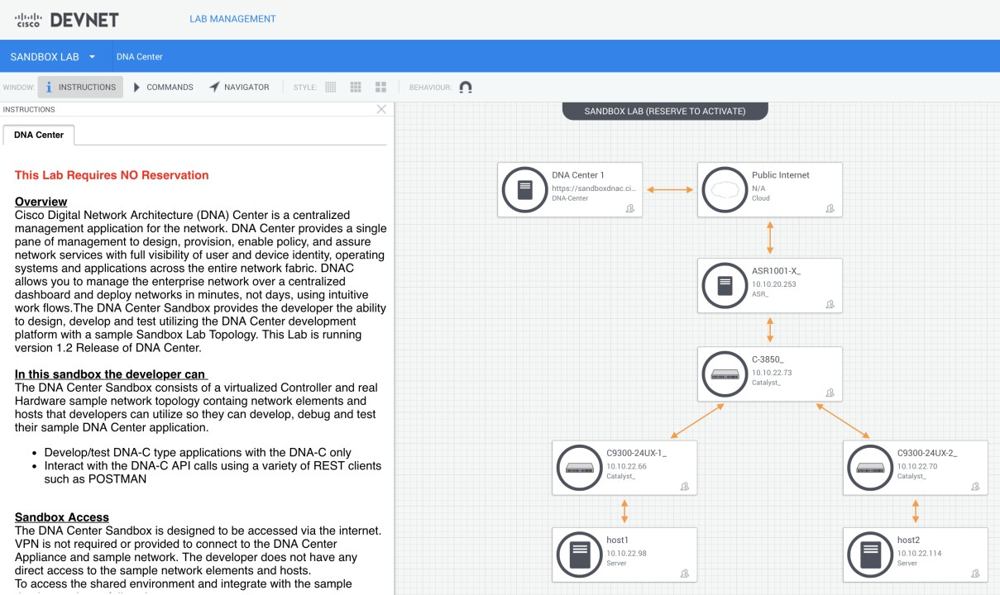 cisco DEVNET
LAB MANAGEMENT
SANDBOX LAB
DNA Center
WINDOW:
i INSTRUCTIONS
COMMANDS
NAVIGATOR
STYLE:
BEHAVIOUR:
INSTRUCTIONS
DNA Center
This Lab Requires NO Reservation
Overview
Cisco Digital Network Architecture (DNA) Center is a centralized
management application for the network. DNA Center provides a single
pane of management to design, provision, enable policy, and assure
network services with full visibility of user and device identity, operating
systems and applications across the entire network fabric. DNAC
allows you to manage the enterprise network over a centralized
dashboard and deploy networks in minutes, not days, using intuitive
work flows.The DNA Center Sandbox provides the developer the ability
to design, develop and test utilizing the DNA Center development
platform with a sample Sandbox Lab Topology. This Lab is running
version 1.2 Release of DNA Center.
In this sandbox the developer can
The DNA Center Sandbox consists of a virtualized Controller and real
Hardware sample network topology containg network elements and
hosts that developers can utilize so they can develop, debug and test
their sample DNA Center application.
• Develop/test DNA-C type applications with the DNA-C only
• Interact with the DNA-C API calls using a variety of REST clients
such as POSTMAN
Sandbox Access
The DNA Center Sandbox is designed to be accessed via the internet.
VPN is not required or provided to connect to the DNA Center
Appliance and sample network. The developer does not have any
direct access to the sample network elements and hosts.
To access the shared environment and integrate with the sample
SANDBOX LAB (RESERVE TO ACTIVATE)
DNA Center 1
https://sandboxdnac.ci...
DNA-Center
Public Internet
N/A
Cloud
ASR1001-X_
10.10.20.253
ASR_
C-3850_
10.10.22.73
Catalyst_
C9300-24UX-1_
10.10.22.66
Catalyst_
C9300-24UX-2_
10.10.22.70
Catalyst_
host1
10.10.22.98
Server
host2
10.10.22.114
Server